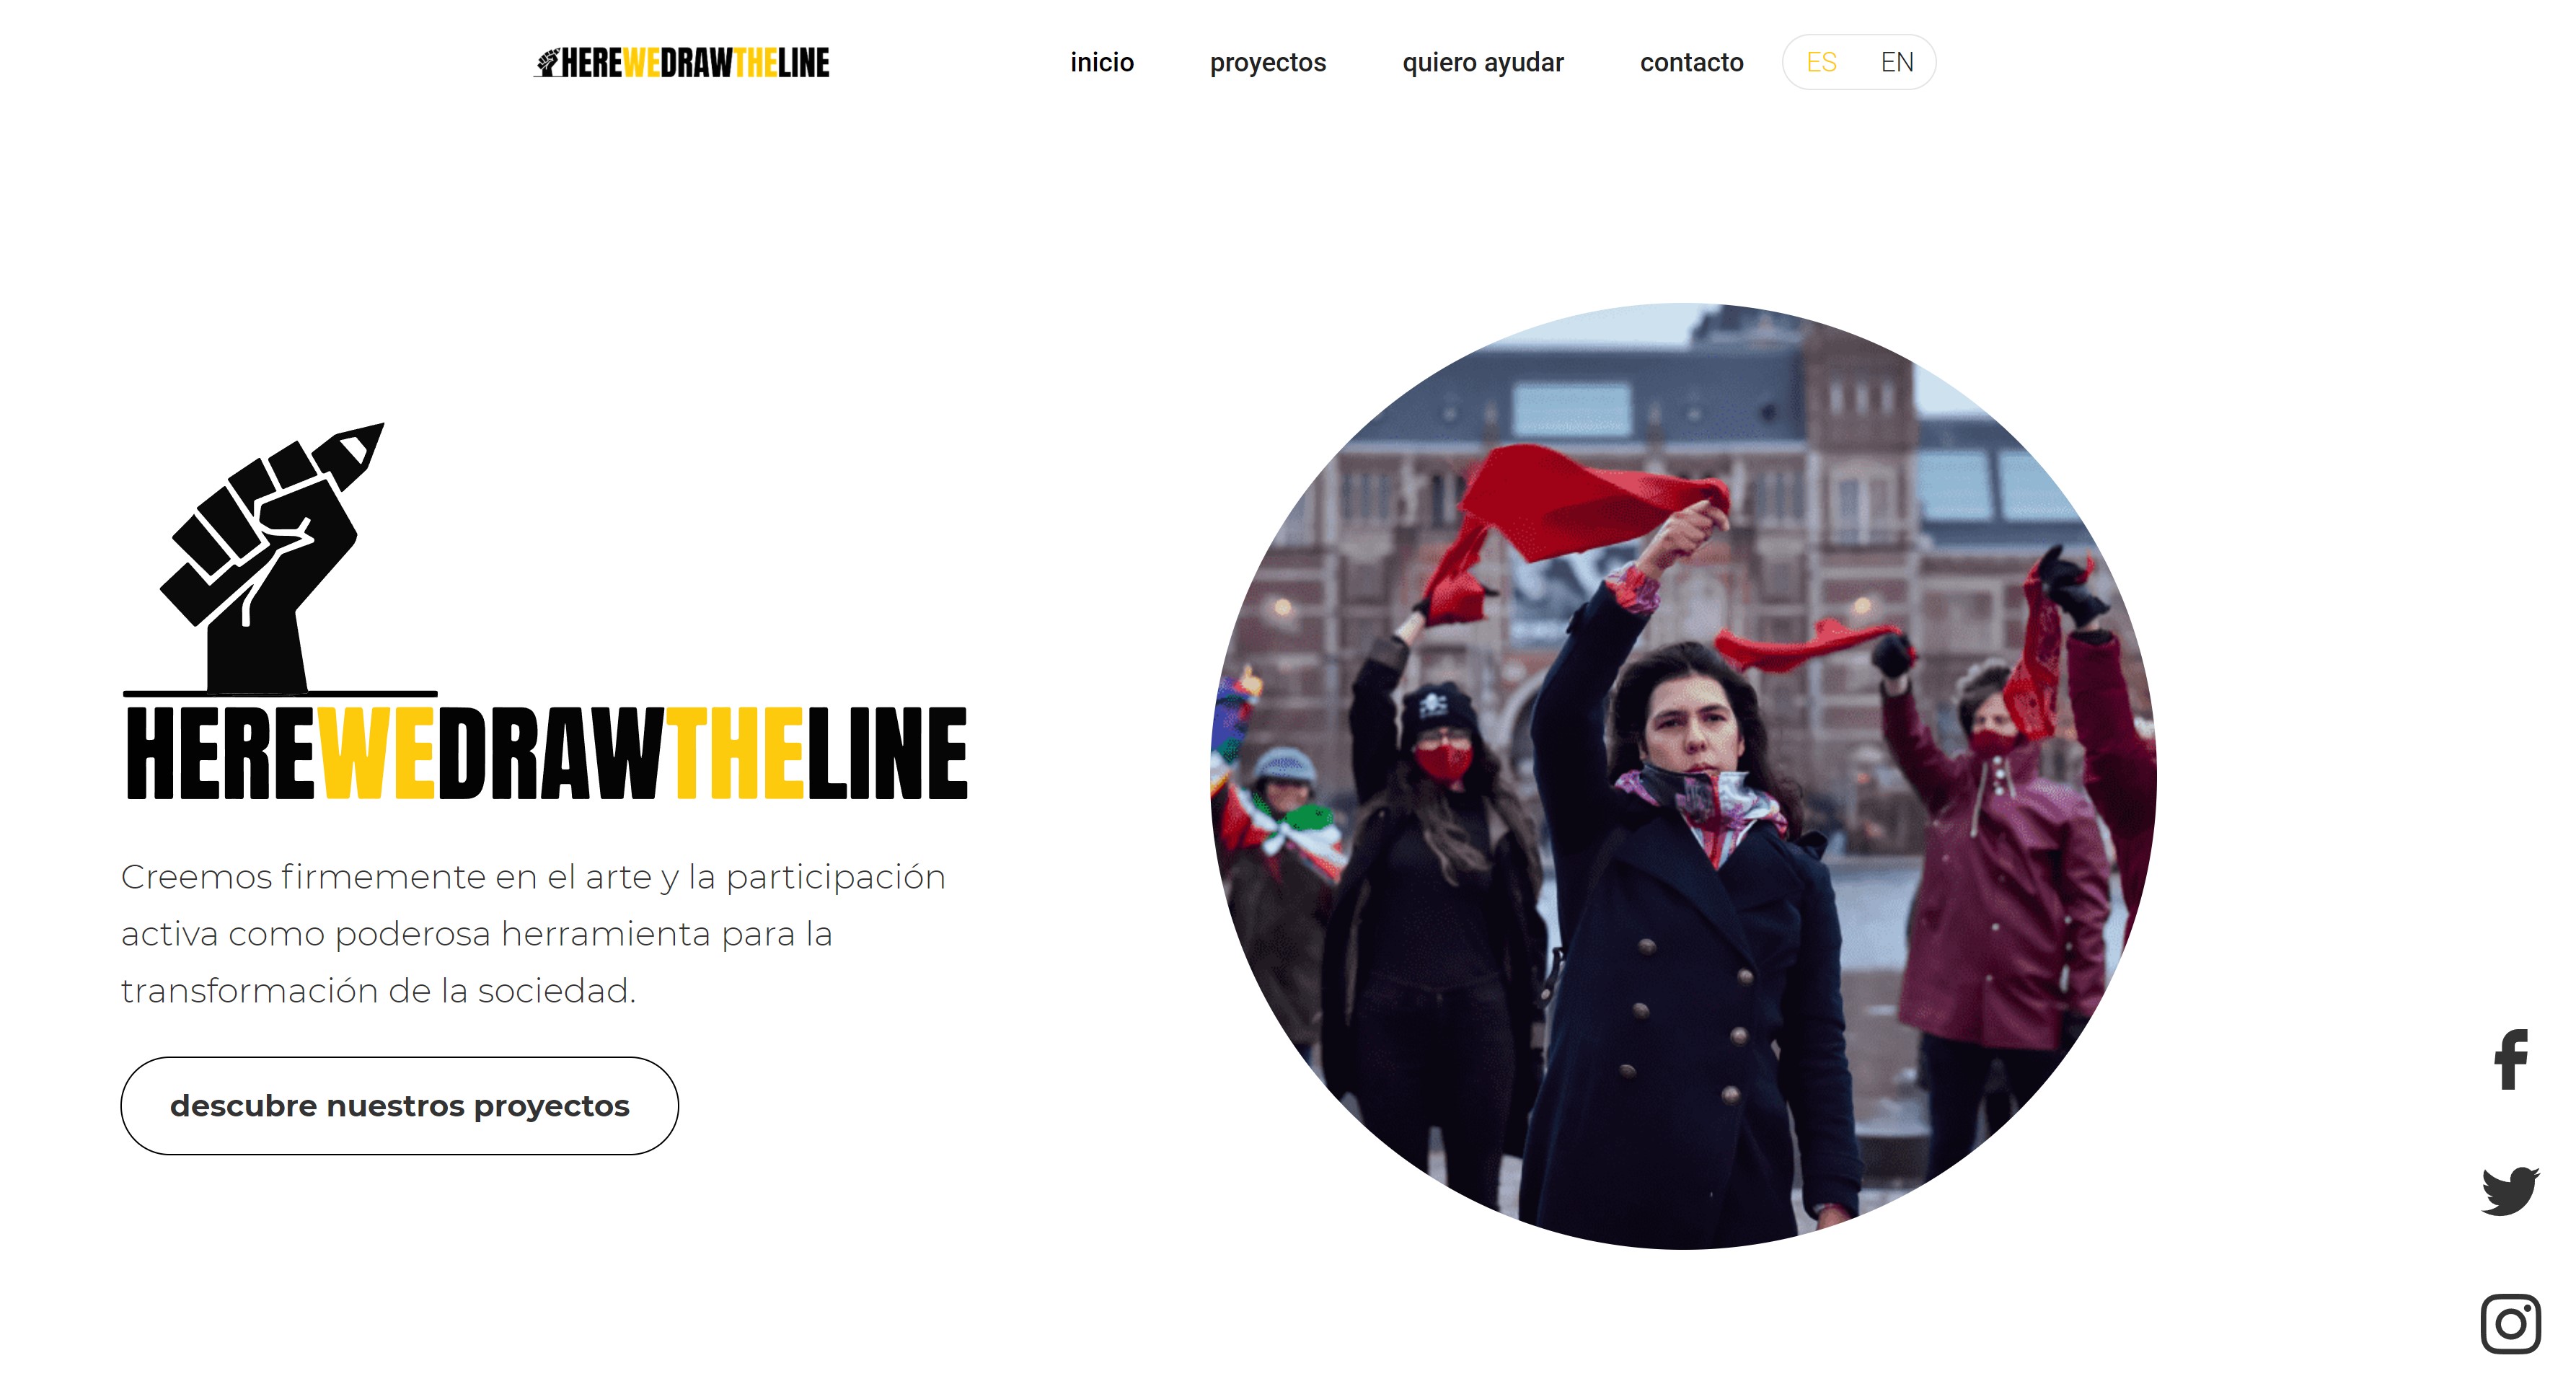 HEREWEDRAWTHELINE
inicio
proyectos
quiero ayudar
contacto
ES
EN
HEREWEDRAWTHELINE
Creemos firmemente en el arte y la participación
activa como poderosa herramienta para la
transformación de la sociedad.
descubre nuestros proyectos